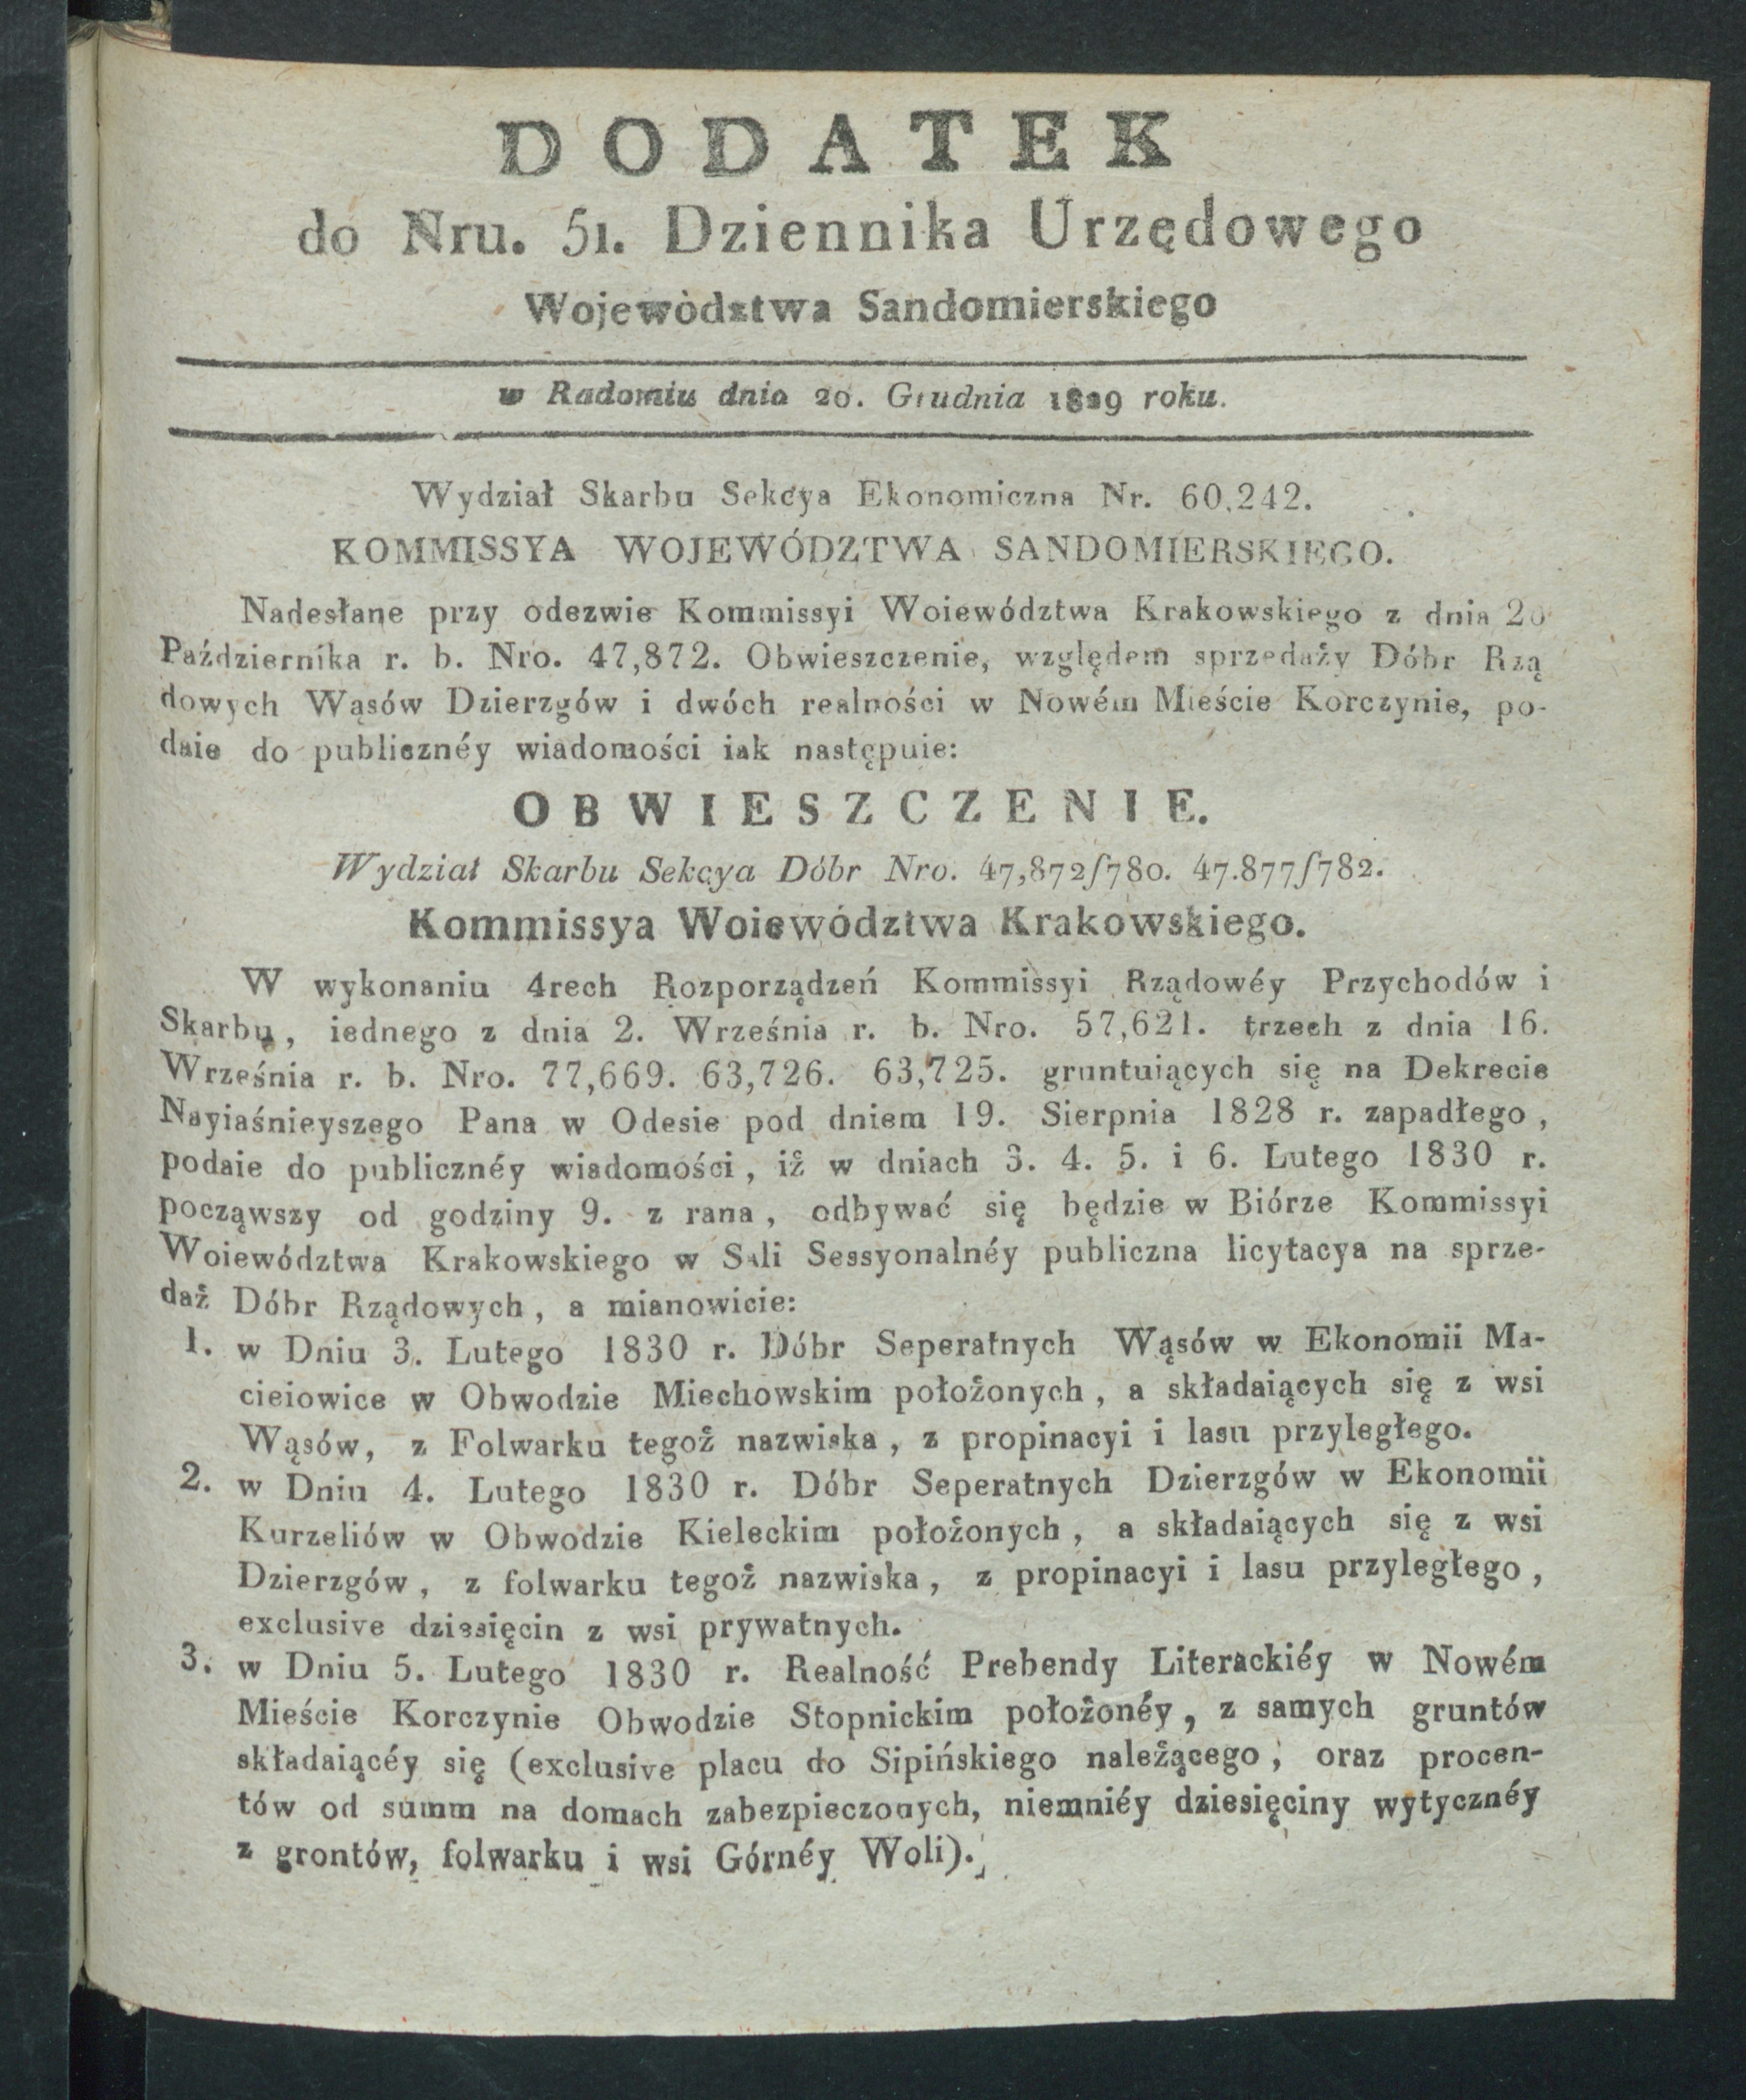 DODATEK
do Nru. 51. Dziennika Urzędowego
Wojewòdztwa Sandomierskiego
w Radomiu dnia 20. Grudnia 1829 roku.
Wydział Skarbu Sekcya Ekonomiczna Nr. 60,242.
KOMMISSYA WOJEWÓDZTWA SANDOMIERSKIEGO.
Nadesłane przy odezwie Kommissyi Woiewództwa Krakowskiego z dnia 20
Października r. b. Nro. 47,872. Obwieszczenie, względem sprzedaży Dóbr Rzą
dowych Wąsów Dzierzgów i dwóch realności w Nowém Mieście Korczynie, po-
daie do publicznéy wiadomości iak następuie:
OBWIESZCZENIE.
Wydział Skarbu Sekcya Dóbr Nro. 47,872ſ780. 47.877ſ782.
Kommissya Woiewództwa Krakowskiego.
W wykonaniu 4rech Rozporządzeń Kommissyi Rządowéy Przychodów i
Skarbu, iednego z dnia 2. Września r. b. Nro. 57,621. trzech z dnia 16.
Września r. b. Nro. 77,669. 63,726. 63,725. gruntuiących się na Dekrecie
Nayiaśnieyszego Pana w Odesie pod dniem 19. Sierpnia 1828 r. zapadłego,
podaie do publicznéy wiadomości, iż w dniach 3. 4. 5. i 6. Lutego 1830 r.
począwszy od godziny 9. z rana, odbywać się będzie w Biórze Kommissyi
Woiewództwa Krakowskiego w Sali Sessyonalnéy publiczna licytacya na sprze-
daż Dóbr Rządowych, a mianowicie:
1. w Dniu 3. Lutego 1830 r. Dóbr Seperatnych Wąsów w Ekonomii Ma-
cieiowice w Obwodzie Miechowskim położonych, a składaiących się z wsi
Wąsów, z Folwarku tegoż nazwiska, z propinacyi i lasu przyległego.
2. w Dniu 4. Lutego 1830 r. Dóbr Seperatnych Dzierzgów w Ekonomii
Kurzeliów w Obwodzie Kieleckim położonych, a składaiących się z wsi
Dzierzgów, z folwarku tegoż nazwiska, z propinacyi i lasu przyległego,
exclusive dziesięcin z wsi prywatnych.
3. w Dniu 5. Lutego 1830 r. Realność Prebendy Literackiéy w Nowém
Mieście Korczynie Obwodzie Stopnickim położonéy, z samych gruntów
składaiącéy się (exclusive placu do Sipińskiego należącego, oraz procen-
tów od summ na domach zabezpieczonych, niemniéy dziesięciny wytycznéy
z grontów, folwarku i wsi Górnéy Woli).